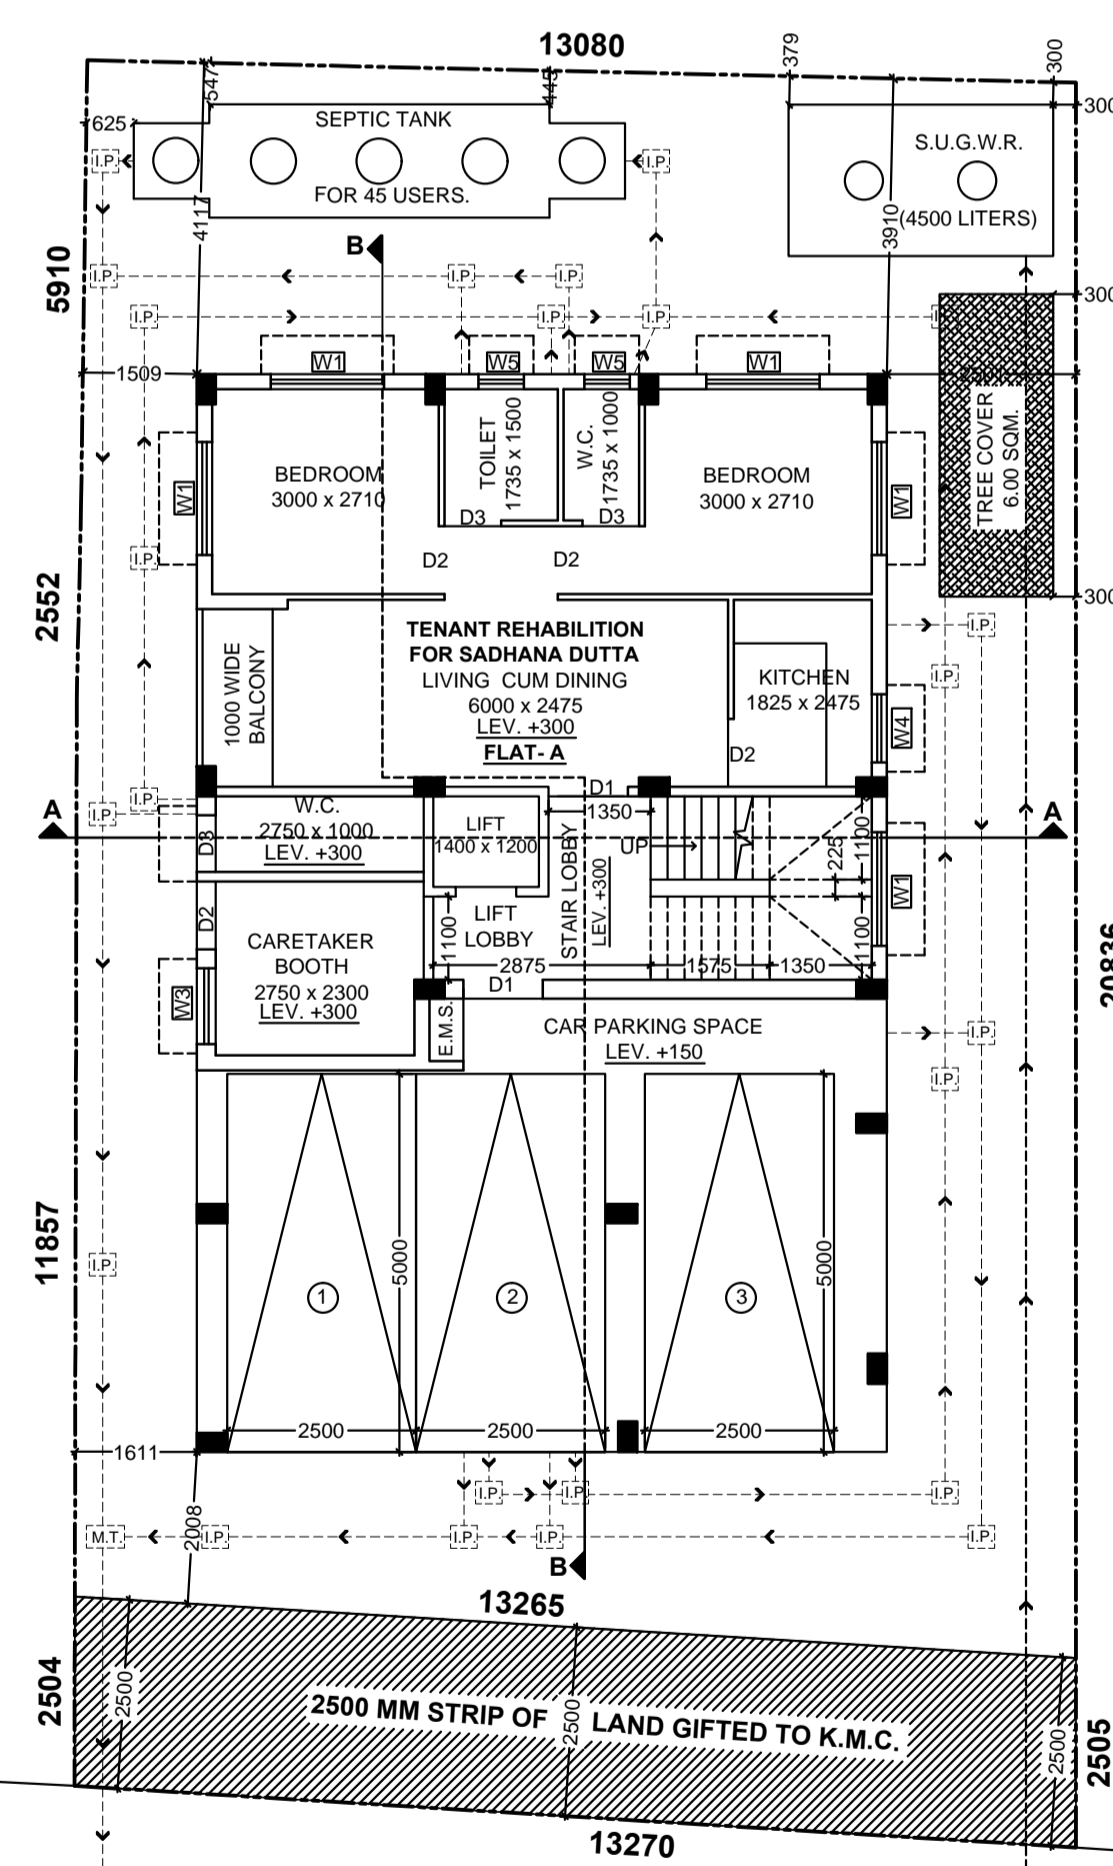 13080
379
300
547
445
625
SEPTIC TANK
FOR 45 USERS.
S.U.G.W.R.
(4500 LITERS)
300
I.P.
I.P.
4117
3910
5910
B
I.P.
I.P.
I.P.
I.P.
I.P.
I.P.
300
W1
W5
W5
W1
1509
TREE COVER
6.00 SQM.
TOILET
1735 x 1500
W.C.
1735 x 1000
BEDROOM
3000 x 2710
BEDROOM
3000 x 2710
W1
W1
D3
D3
D2
D2
I.P.
2552
300
I.P.
TENANT REHABILITION
FOR SADHANA DUTTA
LIVING CUM DINING
6000 x 2475
LEV. +300
FLAT- A
1000 WIDE
BALCONY
KITCHEN
1825 x 2475
I.P.
W4
D2
D1
1350
I.P.
I.P.
A
A
W.C.
2750 x 1000
LEV. +300
D3
LIFT
1400 x 1200
UP
STAIR LOBBY
LEV. +300
225
1100
1100
W1
D2
CARETAKER
BOOTH
2750 x 2300
LEV. +300
LIFT
LOBBY
1100
2875
1575
1350
D1
W3
E.M.S.
CAR PARKING SPACE
LEV. +150
I.P.
I.P.
20836
11857
I.P.
5000
5000
1
2
3
2500
2500
2500
1611
2008
I.P.
I.P.
I.P.
M.T.
I.P.
I.P.
I.P.
I.P.
B
13265
2504
2500
2500 MM STRIP OF
2500
LAND GIFTED TO K.M.C.
2500
2505
13270